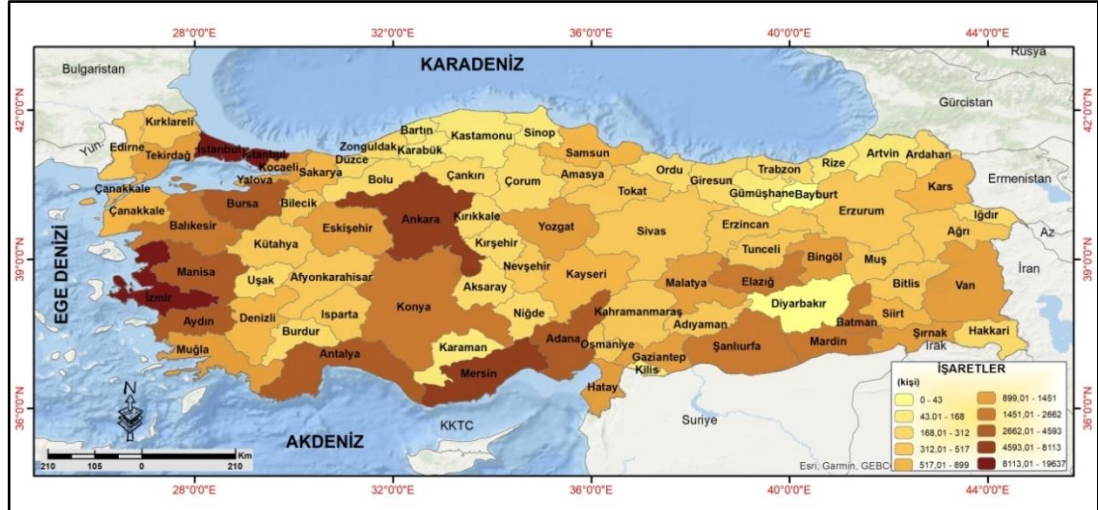 28°0'0"E 32°0'0"E 36°0'0"E 40°0'0"E 44°0'0"E
Bulgaristan
KARADENİZ
Rusya
Gürcistan
42°0'0"N
42°0'0"N
Yun.
Kırklareli
Edirne
Tekirdağ
İstanbul
İstanbul
Kocaeli
Yalova
Sakarya
Düzce
Zonguldak
Bartın
Karabük
Kastamonu
Sinop
Samsun
Bolu
Çankırı
Çorum
Amasya
Tokat
Ordu
Giresun
Trabzon
Gümüşhane
Bayburt
Rize
Artvin
Ardahan
Kars
Ermenistan
Iğdır
Az
Çanakkale
Çanakkale
Bursa
Bilecik
Balıkesir
Eskişehir
Ankara
Kırıkkale
Yozgat
Sivas
Erzincan
Erzurum
Ağrı
EGE DENİZİ
39°0'0"N
39°0'0"N
Kütahya
Kırşehir
Tunceli
Bingöl
Muş
İran
Manisa
Uşak
Afyonkarahisar
Nevşehir
Kayseri
Malatya
Elazığ
Bitlis
Van
İzmir
Aksaray
Konya
Diyarbakır
Aydın
Denizli
Isparta
Niğde
Kahramanmaraş
Adıyaman
Batman
Siirt
Burdur
Karaman
Adana
Osmaniye
Şırnak
Hakkari
Muğla
Antalya
Mersin
Gaziantep
Kilis
Şanlıurfa
Mardin
Irak
Hatay
36°0'0"N
36°0'0"N
KKTC
Suriye
AKDENİZ
N
Km
210 105 0 210
Esri, Garmin, GEBC
İŞARETLER
(kişi)
0 - 43
43.01 - 168
168,01 - 312
312,01 - 517
517,01 - 899
899,01 - 1451
1451,01 - 2662
2662,01 - 4593
4593,01 - 8113
8113,01 - 19637
28°0'0"E 32°0'0"E 36°0'0"E 40°0'0"E 44°0'0"E